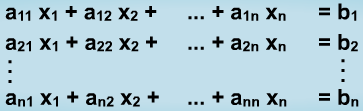 a₁₁ x₁ + a₁₂ x₂ + ... + a₁ₙ xₙ = b₁
a₂₁ x₁ + a₂₂ x₂ + ... + a₂ₙ xₙ = b₂
⋮ ⋮
aₙ₁ x₁ + aₙ₂ x₂ + ... + aₙₙ xₙ = bₙ